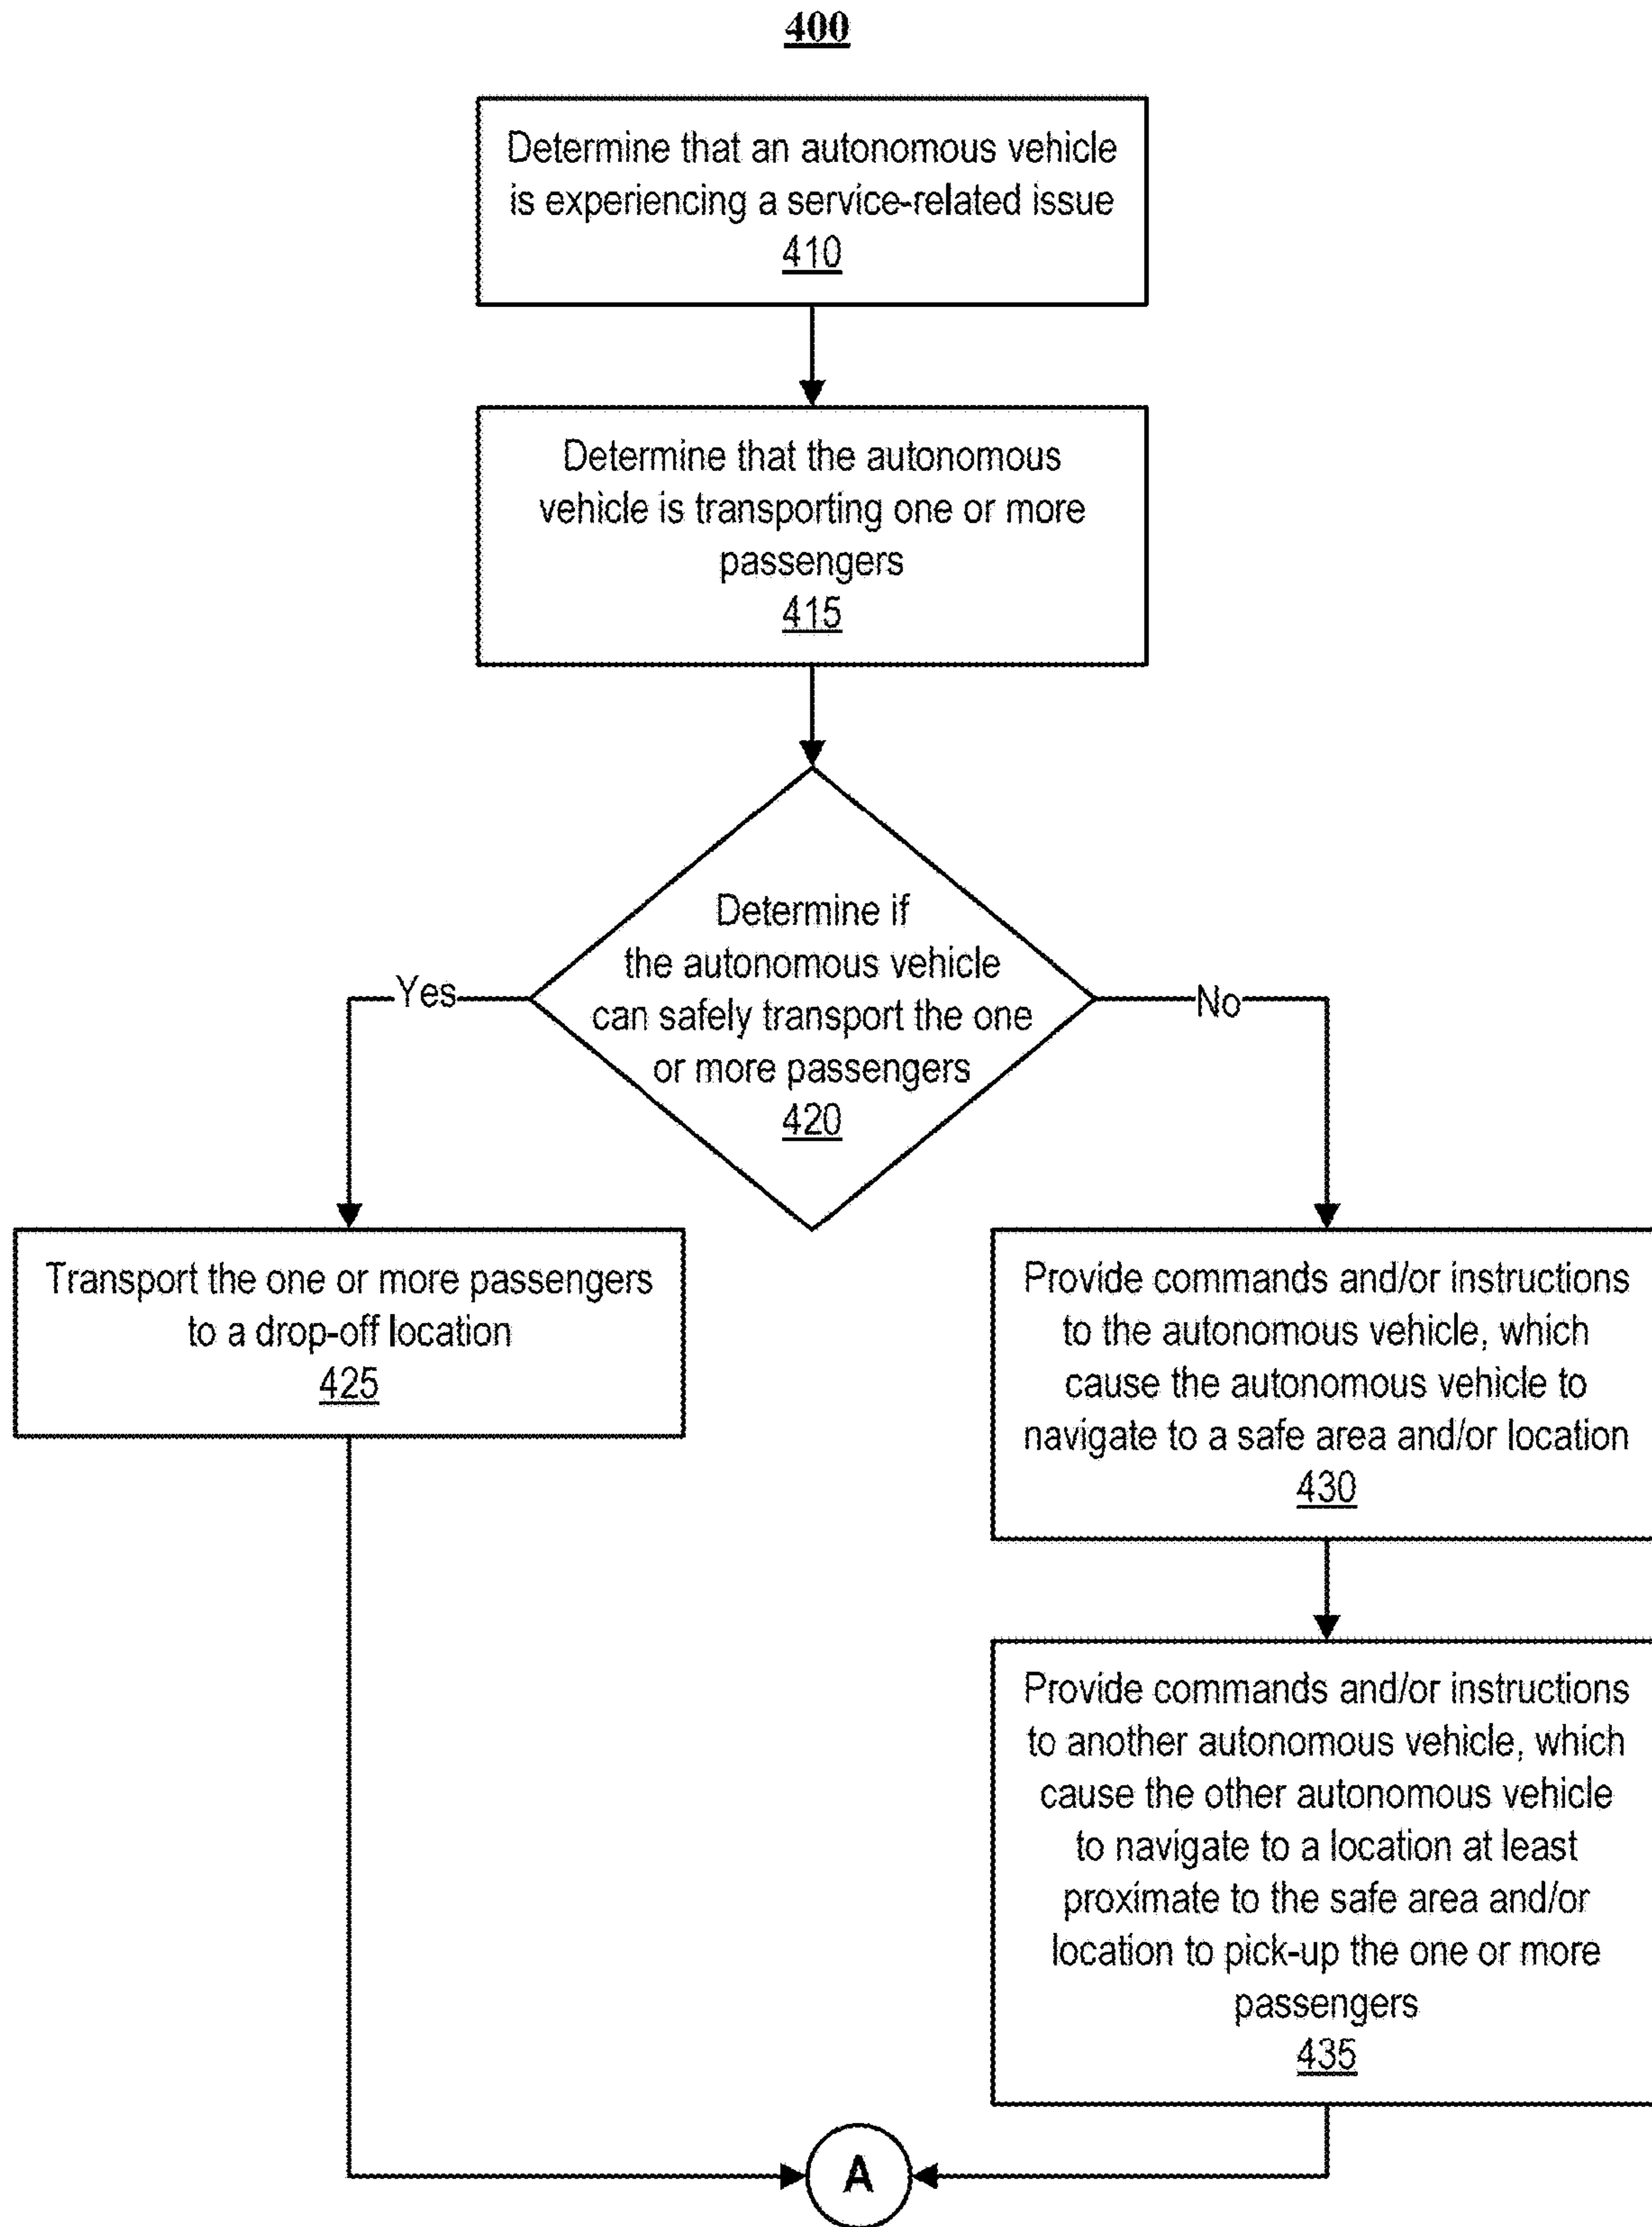 400
Determine that an autonomous vehicle
is experiencing a service-related issue
410
Determine that the autonomous
vehicle is transporting one or more
passengers
415
Determine if
the autonomous vehicle
can safely transport the one
or more passengers
420
Yes
No
Transport the one or more passengers
to a drop-off location
425
Provide commands and/or instructions
to the autonomous vehicle, which
cause the autonomous vehicle to
navigate to a safe area and/or location
430
Provide commands and/or instructions
to another autonomous vehicle, which
cause the other autonomous vehicle
to navigate to a location at least
proximate to the safe area and/or
location to pick-up the one or more
passengers
435
A